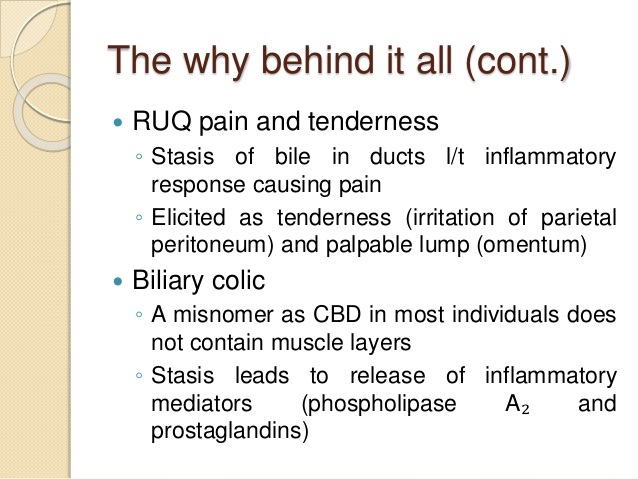 The why behind it all (cont.)
• RUQ pain and tenderness
◦ Stasis of bile in ducts l/t inflammatory
response causing pain
◦ Elicited as tenderness (irritation of parietal
peritoneum) and palpable lump (omentum)
• Biliary colic
◦ A misnomer as CBD in most individuals does
not contain muscle layers
◦ Stasis leads to release of inflammatory
mediators (phospholipase A₂ and
prostaglandins)